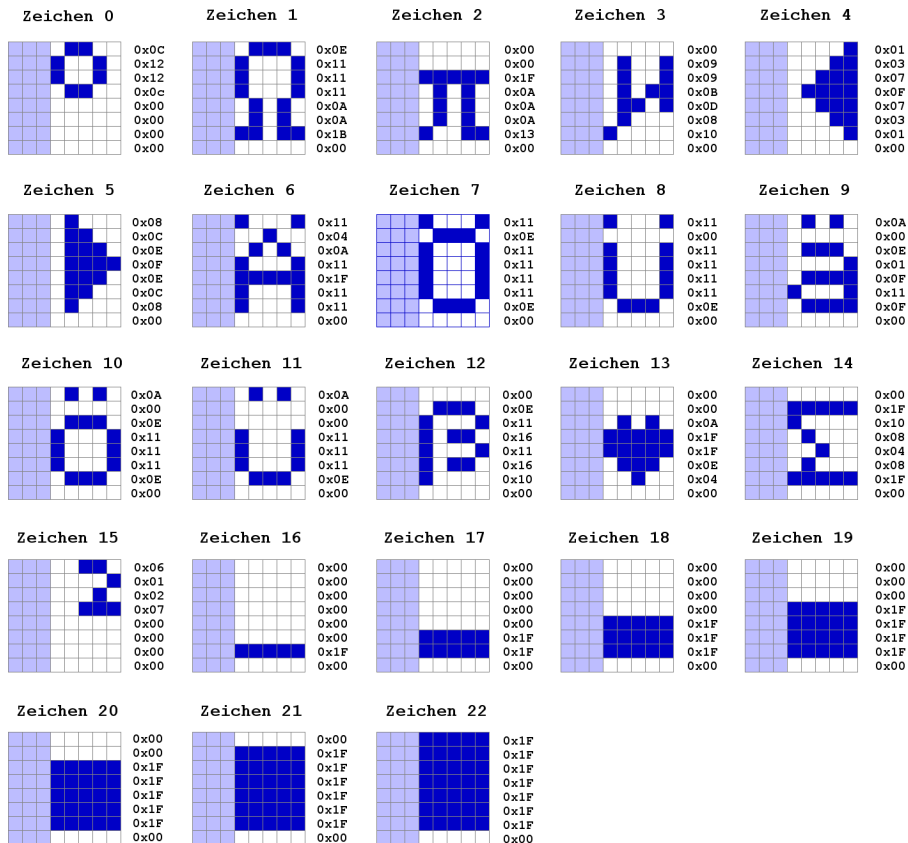 Zeichen 0
0x0C
0x12
0x12
0x0c
0x00
0x00
0x00
0x00
Zeichen 1
0x0E
0x11
0x11
0x11
0x0A
0x0A
0x1B
0x00
Zeichen 2
0x00
0x00
0x1F
0x0A
0x0A
0x0A
0x13
0x00
Zeichen 3
0x00
0x09
0x09
0x0B
0x0D
0x08
0x10
0x00
Zeichen 4
0x01
0x03
0x07
0x0F
0x07
0x03
0x01
0x00
Zeichen 5
0x08
0x0C
0x0E
0x0F
0x0E
0x0C
0x08
0x00
Zeichen 6
0x11
0x04
0x0A
0x11
0x1F
0x11
0x11
0x00
Zeichen 7
0x11
0x0E
0x11
0x11
0x11
0x11
0x0E
0x00
Zeichen 8
0x11
0x00
0x11
0x11
0x11
0x11
0x0E
0x00
Zeichen 9
0x0A
0x00
0x0E
0x01
0x0F
0x11
0x0F
0x00
Zeichen 10
0x0A
0x00
0x0E
0x11
0x11
0x11
0x0E
0x00
Zeichen 11
0x0A
0x00
0x00
0x11
0x11
0x11
0x0E
0x00
Zeichen 12
0x00
0x0E
0x11
0x16
0x11
0x16
0x10
0x00
Zeichen 13
0x00
0x00
0x0A
0x1F
0x1F
0x0E
0x04
0x00
Zeichen 14
0x00
0x1F
0x10
0x08
0x04
0x08
0x1F
0x00
Zeichen 15
0x06
0x01
0x02
0x07
0x00
0x00
0x00
0x00
Zeichen 16
0x00
0x00
0x00
0x00
0x00
0x00
0x1F
0x00
Zeichen 17
0x00
0x00
0x00
0x00
0x00
0x1F
0x1F
0x00
Zeichen 18
0x00
0x00
0x00
0x00
0x1F
0x1F
0x1F
0x00
Zeichen 19
0x00
0x00
0x00
0x1F
0x1F
0x1F
0x1F
0x00
Zeichen 20
0x00
0x00
0x1F
0x1F
0x1F
0x1F
0x1F
0x00
Zeichen 21
0x00
0x1F
0x1F
0x1F
0x1F
0x1F
0x1F
0x00
Zeichen 22
0x1F
0x1F
0x1F
0x1F
0x1F
0x1F
0x1F
0x00